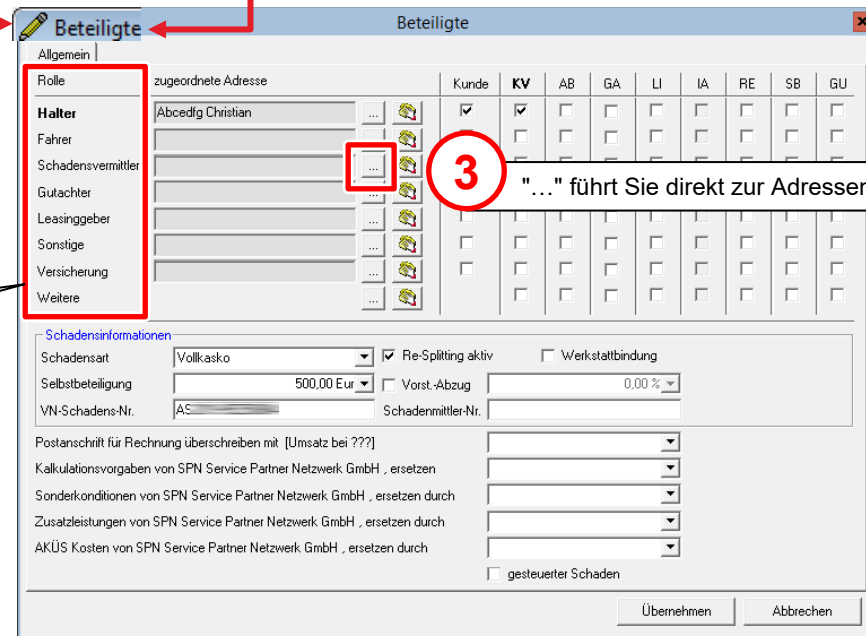 Beteiligte
Beteiligte
Allgemein
Rolle zugeordnete Adresse Kunde KV AB GA LI IA RE SB GU
Halter Abcedfg Christian ...
Fahrer ...
Schadensvermittler ...
3
"…" führt Sie direkt zur Adressen
Gutachter ...
Leasinggeber ...
Sonstige ...
Versicherung ...
Weitere ...
Schadensinformationen
Schadensart Vollkasko Re-Splitting aktiv Werkstattbindung
Selbstbeteiligung 500,00 Eur Vorst.-Abzug 0,00 %
VN-Schadens-Nr. AS Schadenmittler-Nr.
Postanschrift für Rechnung überschreiben mit [Umsatz bei ???]
Kalkulationsvorgaben von SPN Service Partner Netzwerk GmbH , ersetzen
Sonderkonditionen von SPN Service Partner Netzwerk GmbH , ersetzen durch
Zusatzleistungen von SPN Service Partner Netzwerk GmbH , ersetzen durch
AKÜS Kosten von SPN Service Partner Netzwerk GmbH , ersetzen durch
gesteuerter Schaden
Übernehmen Abbrechen